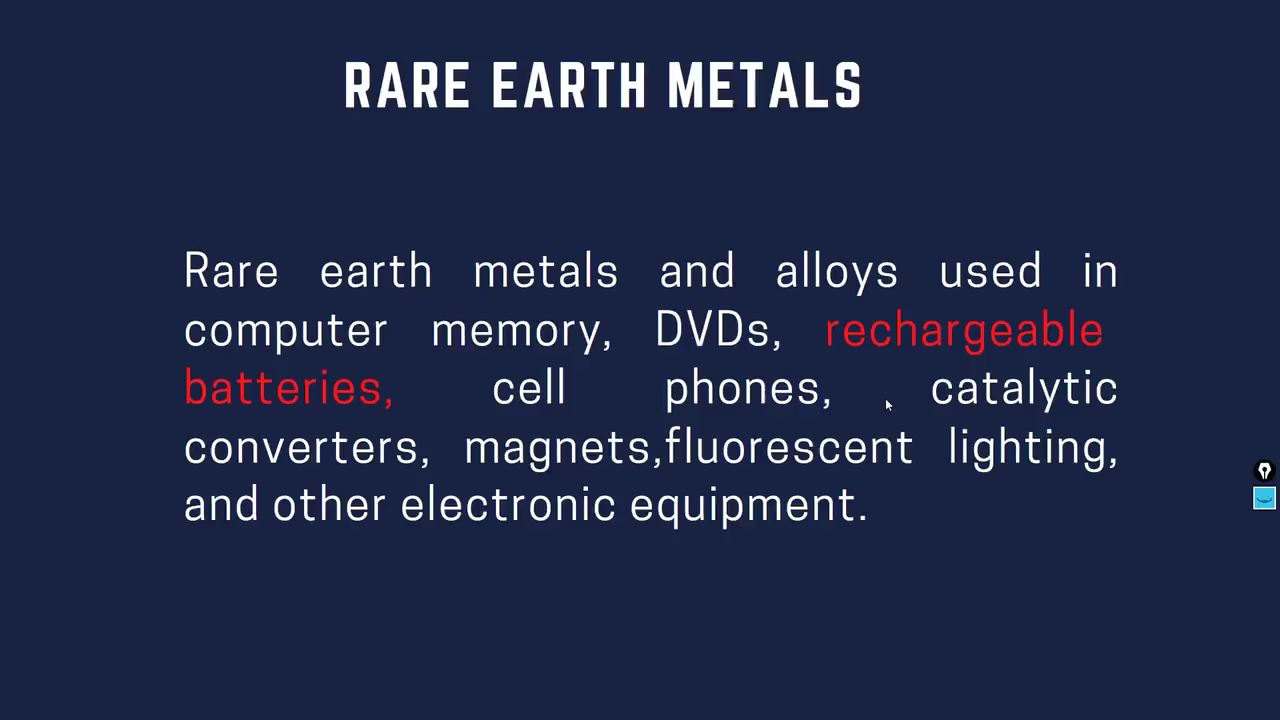 RARE EARTH METALS
Rare earth metals and alloys used in
computer memory, DVDs, rechargeable
batteries, cell phones, catalytic
converters, magnets,fluorescent lighting,
and other electronic equipment.